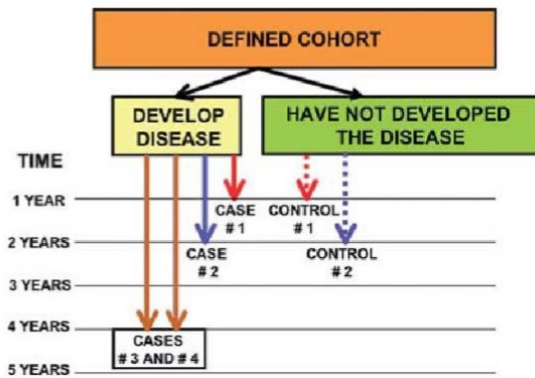 DEFINED COHORT
DEVELOP
DISEASE
HAVE NOT DEVELOPED
THE DISEASE
TIME
1 YEAR
CASE
# 1
CONTROL
# 1
2 YEARS
CASE
# 2
CONTROL
# 2
3 YEARS
4 YEARS
CASES
# 3 AND # 4
5 YEARS